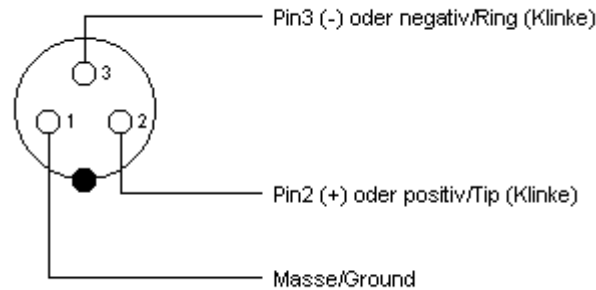 Pin3 (-) oder negativ/Ring (Klinke)
3
1
2
Pin2 (+) oder positiv/Tip (Klinke)
Masse/Ground